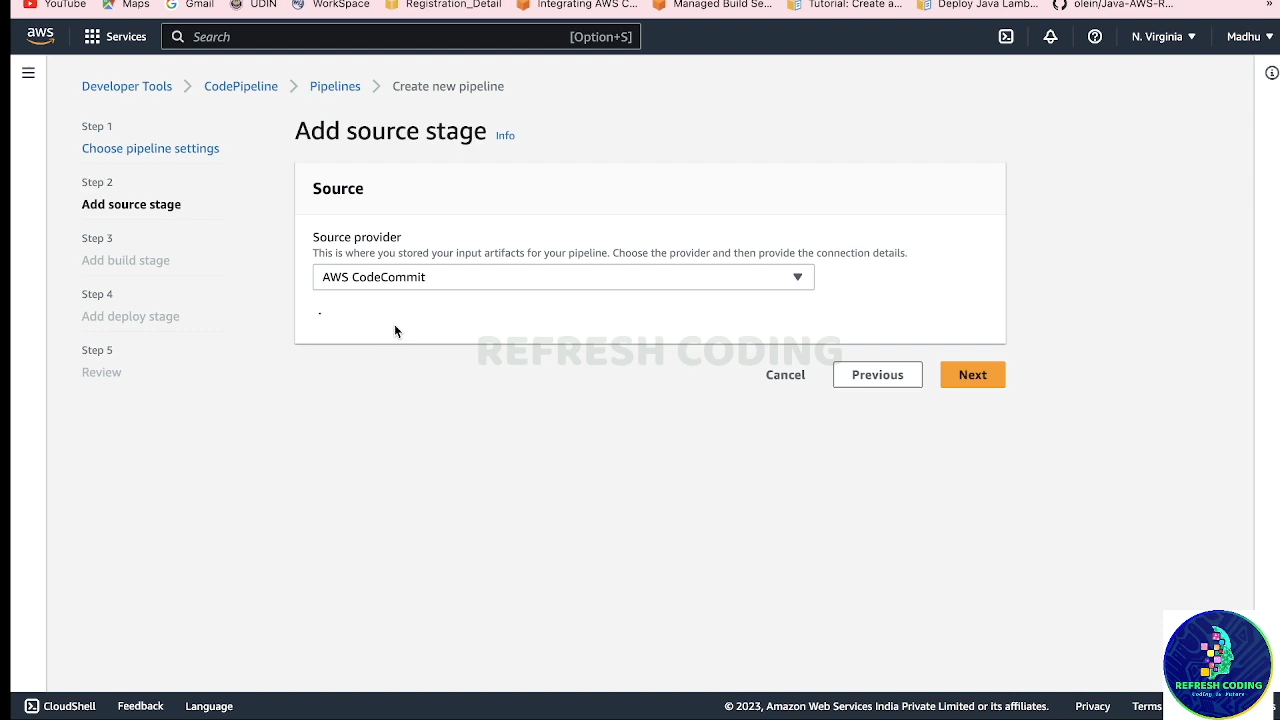 YouTube
Maps
Gmail
UDIN
WorkSpace
Registration_Detail
Integrating AWS C...
Managed Build Se...
Tutorial: Create a...
Deploy Java Lamb...
olein/Java-AWS-R...
»
aws
Services
Search
[Option+S]
N. Virginia
Madhu
Developer Tools
CodePipeline
Pipelines
Create new pipeline
Step 1
Choose pipeline settings
Step 2
Add source stage
Step 3
Add build stage
Step 4
Add deploy stage
Step 5
Review
Add source stage
Info
Source
Source provider
This is where you stored your input artifacts for your pipeline. Choose the provider and then provide the connection details.
AWS CodeCommit
REFRESH CODING
Cancel
Previous
Next
REFRESH CODING
CloudShell
Feedback
Language
© 2023, Amazon Web Services India Private Limited or its affiliates.
Privacy
Terms